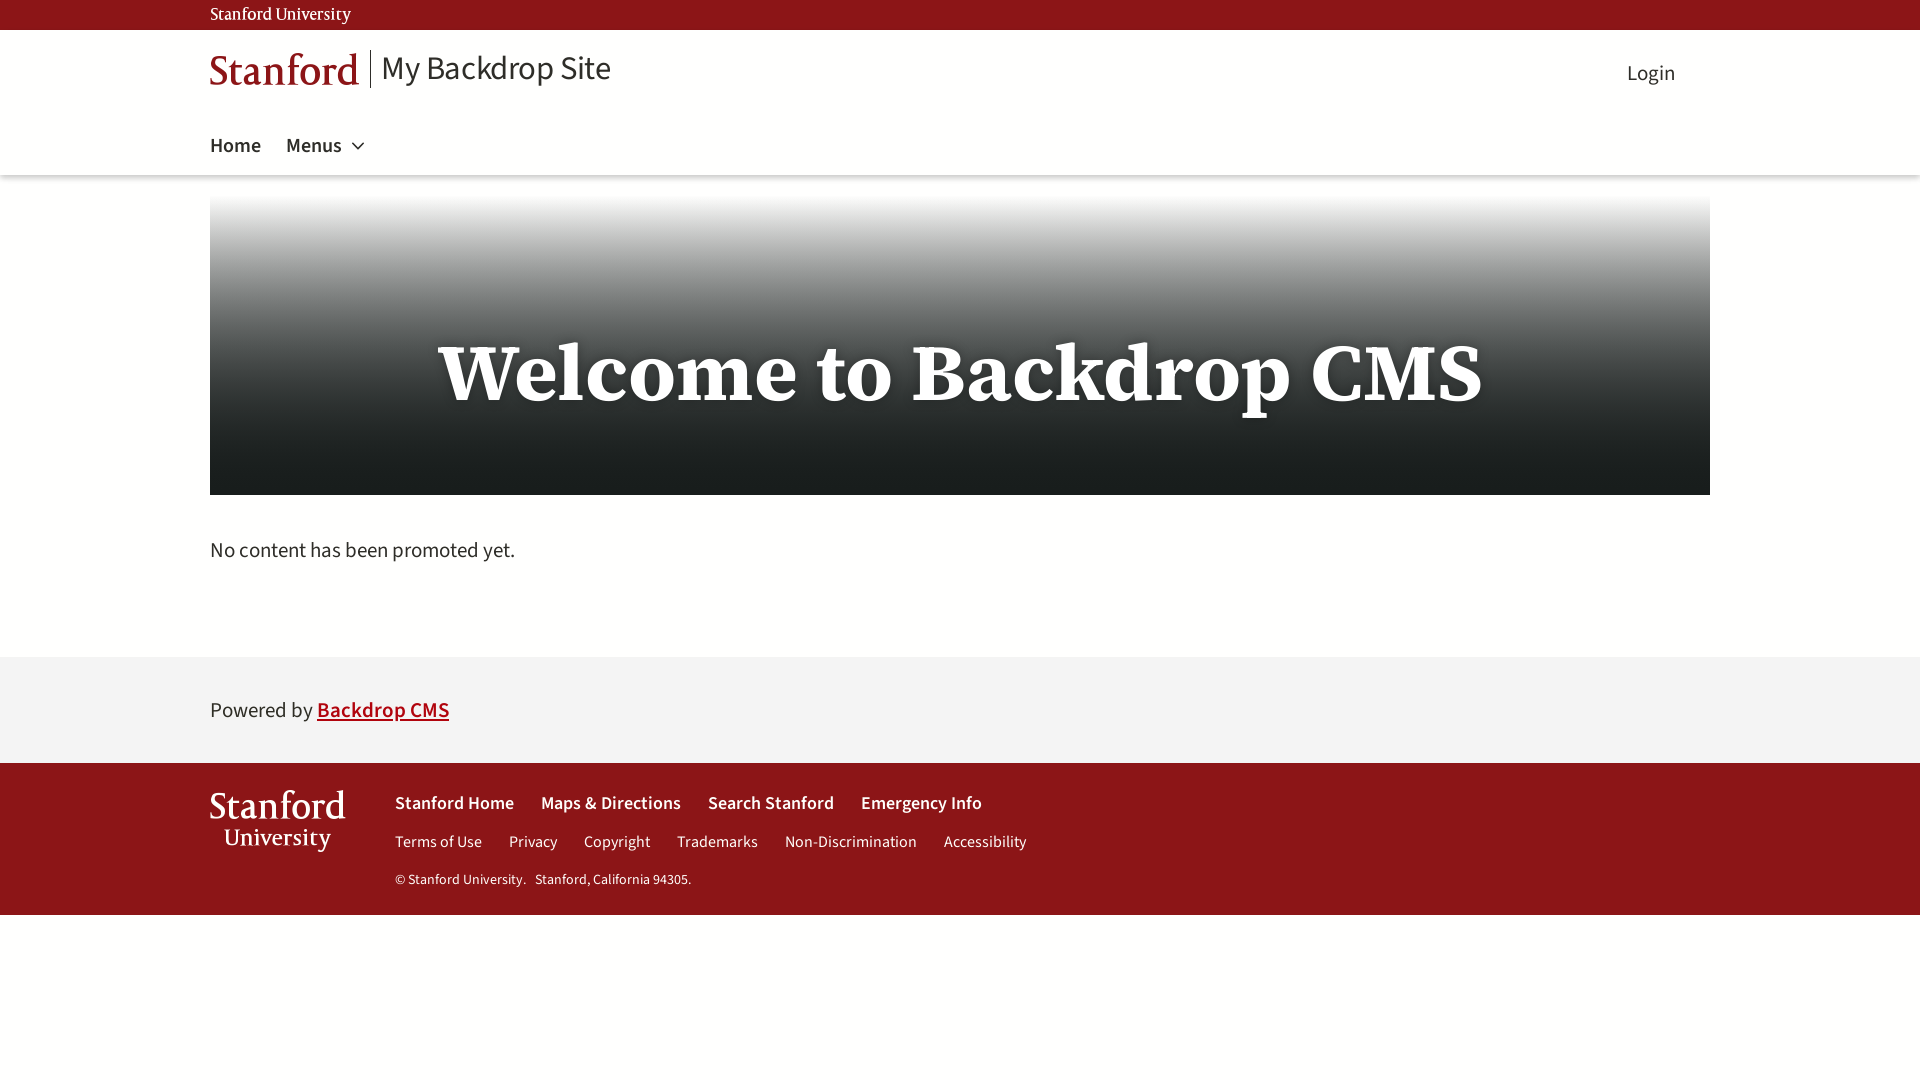 Stanford University
Stanford My Backdrop Site
Login
Home Menus
Welcome to Backdrop CMS
No content has been promoted yet.
Powered by Backdrop CMS
Stanford
University
Stanford Home Maps & Directions Search Stanford Emergency Info
Terms of Use Privacy Copyright Trademarks Non-Discrimination Accessibility
© Stanford University. Stanford, California 94305.